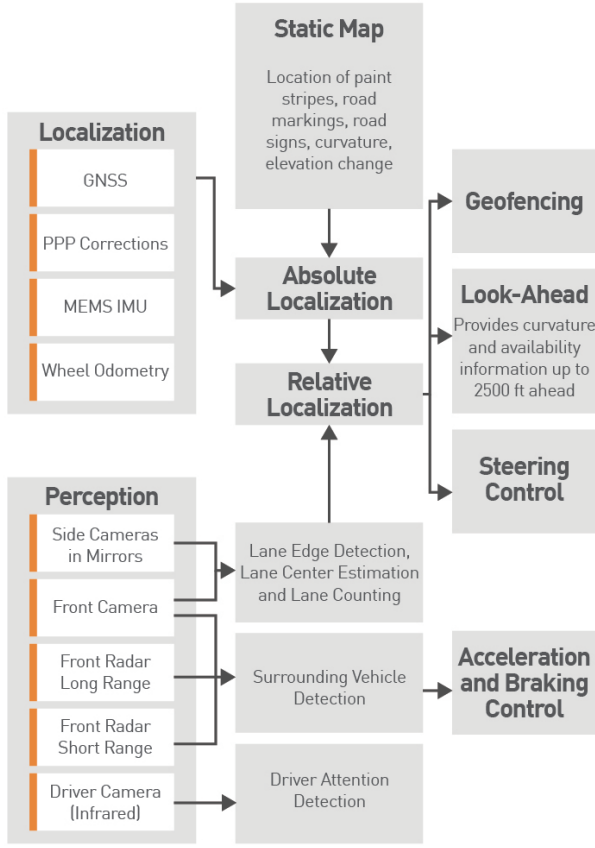 Static Map
Location of paint
stripes, road
markings, road
signs, curvature,
elevation change
Localization
GNSS
PPP Corrections
MEMS IMU
Wheel Odometry
Absolute
Localization
Relative
Localization
Geofencing
Look-Ahead
Provides curvature
and availability
information up to
2500 ft ahead
Steering
Control
Perception
Side Cameras
in Mirrors
Front Camera
Front Radar
Long Range
Front Radar
Short Range
Driver Camera
(Infrared)
Lane Edge Detection,
Lane Center Estimation
and Lane Counting
Surrounding Vehicle
Detection
Driver Attention
Detection
Acceleration
and Braking
Control